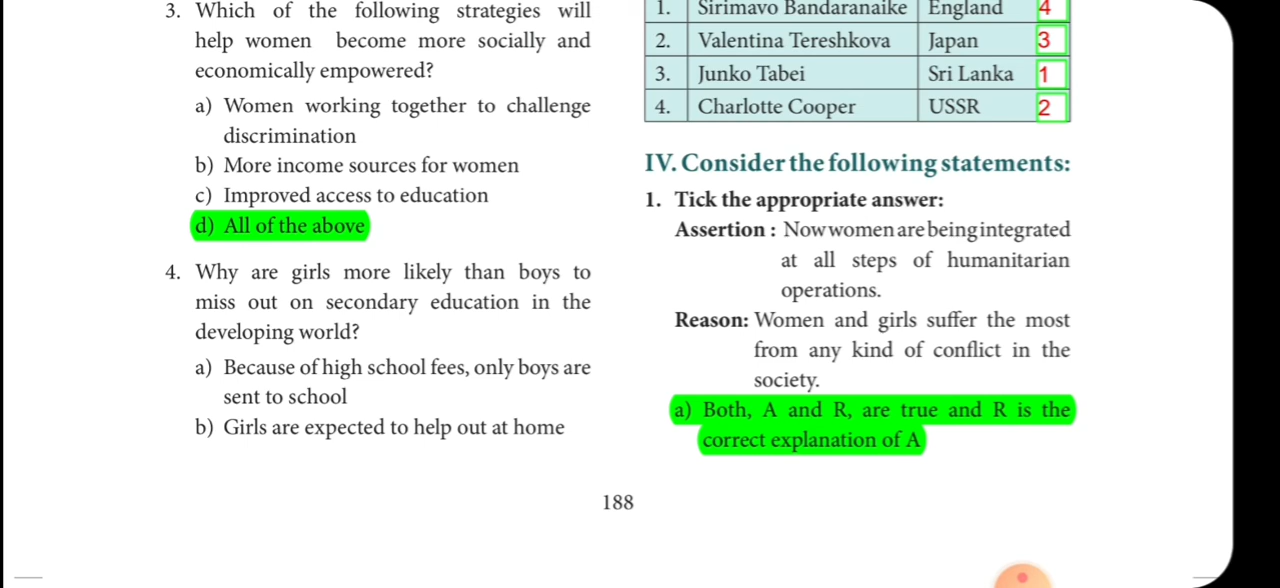 3. Which of the following strategies will
help women become more socially and
economically empowered?
a) Women working together to challenge
discrimination
b) More income sources for women
c) Improved access to education
d) All of the above
4. Why are girls more likely than boys to
miss out on secondary education in the
developing world?
a) Because of high school fees, only boys are
sent to school
b) Girls are expected to help out at home
1. Sirimavo Bandaranaike England 4
2. Valentina Tereshkova Japan 3
3. Junko Tabei Sri Lanka 1
4. Charlotte Cooper USSR 2
IV. Consider the following statements:
1. Tick the appropriate answer:
Assertion : Now women are being integrated
at all steps of humanitarian
operations.
Reason: Women and girls suffer the most
from any kind of conflict in the
society.
a) Both, A and R, are true and R is the
correct explanation of A
188